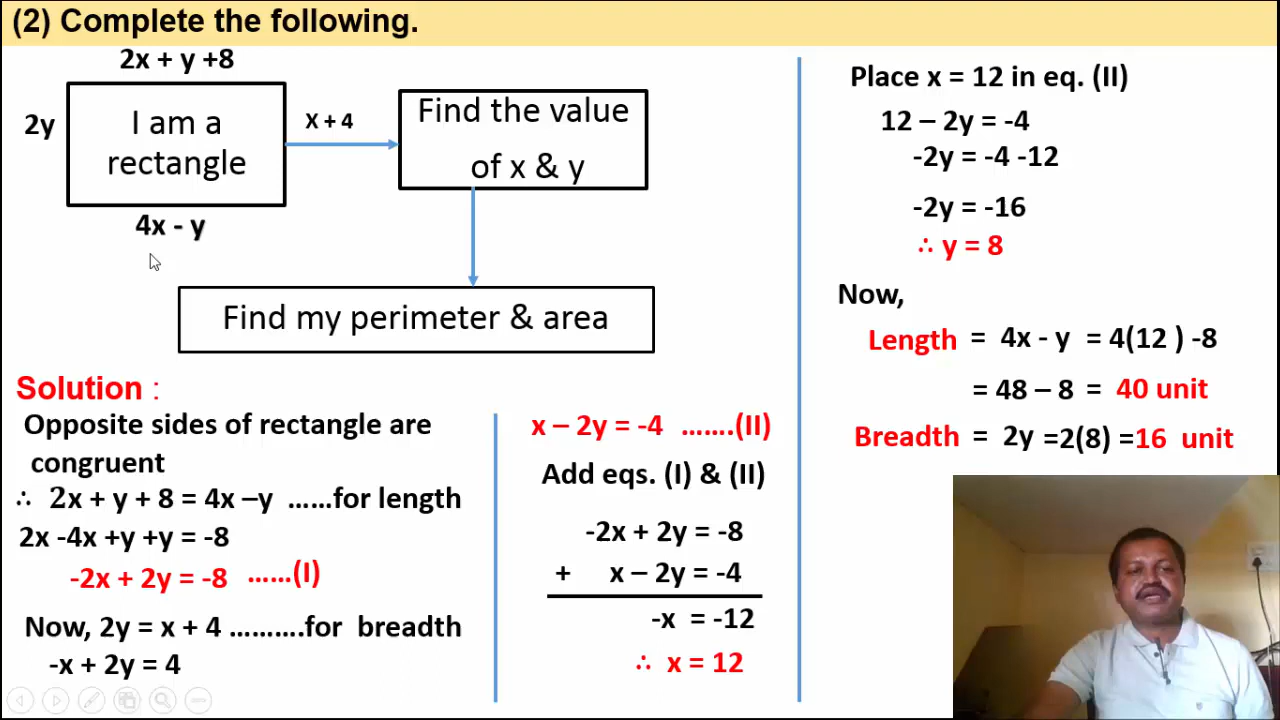 (2) Complete the following.
2x + y +8
2y
I am a
rectangle
X + 4
4x - y
Find the value
of x & y
Find my perimeter & area
Solution :
Opposite sides of rectangle are
congruent
∴ 2x + y + 8 = 4x –y ......for length
2x -4x +y +y = -8
-2x + 2y = -8 ......(I)
Now, 2y = x + 4 ..........for breadth
-x + 2y = 4
x – 2y = -4 .......(II)
Add eqs. (I) & (II)
-2x + 2y = -8
+ x – 2y = -4
-x = -12
∴ x = 12
Place x = 12 in eq. (II)
12 – 2y = -4
-2y = -4 -12
-2y = -16
∴ y = 8
Now,
Length = 4x - y = 4(12 ) -8
= 48 – 8 = 40 unit
Breadth = 2y =2(8) =16 unit